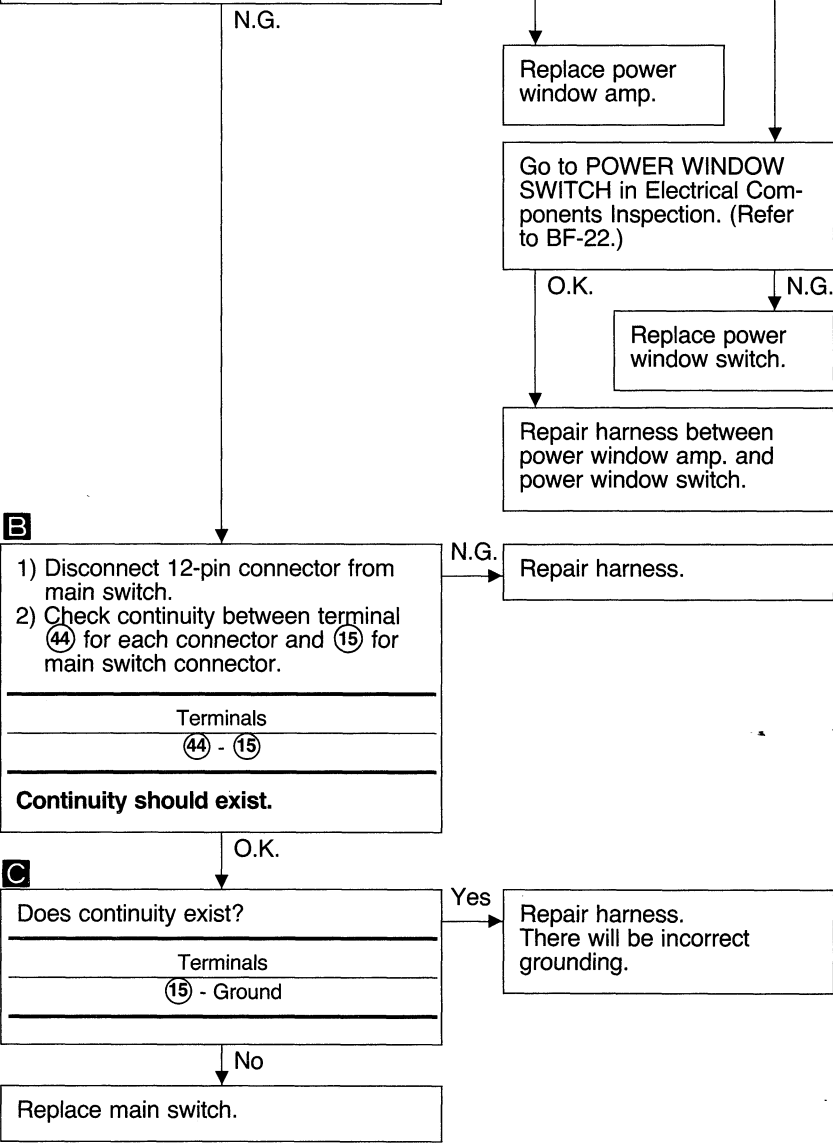 N.G.
Replace power
window amp.
Go to POWER WINDOW
SWITCH in Electrical Com-
ponents Inspection. (Refer
to BF-22.)
O.K.
N.G.
Replace power
window switch.
Repair harness between
power window amp. and
power window switch.
B
1) Disconnect 12-pin connector from
main switch.
2) Check continuity between terminal
44 for each connector and 15 for
main switch connector.
Terminals
44 - 15
Continuity should exist.
N.G.
Repair harness.
O.K.
C
Does continuity exist?
Terminals
15 - Ground
Yes
Repair harness.
There will be incorrect
grounding.
No
Replace main switch.